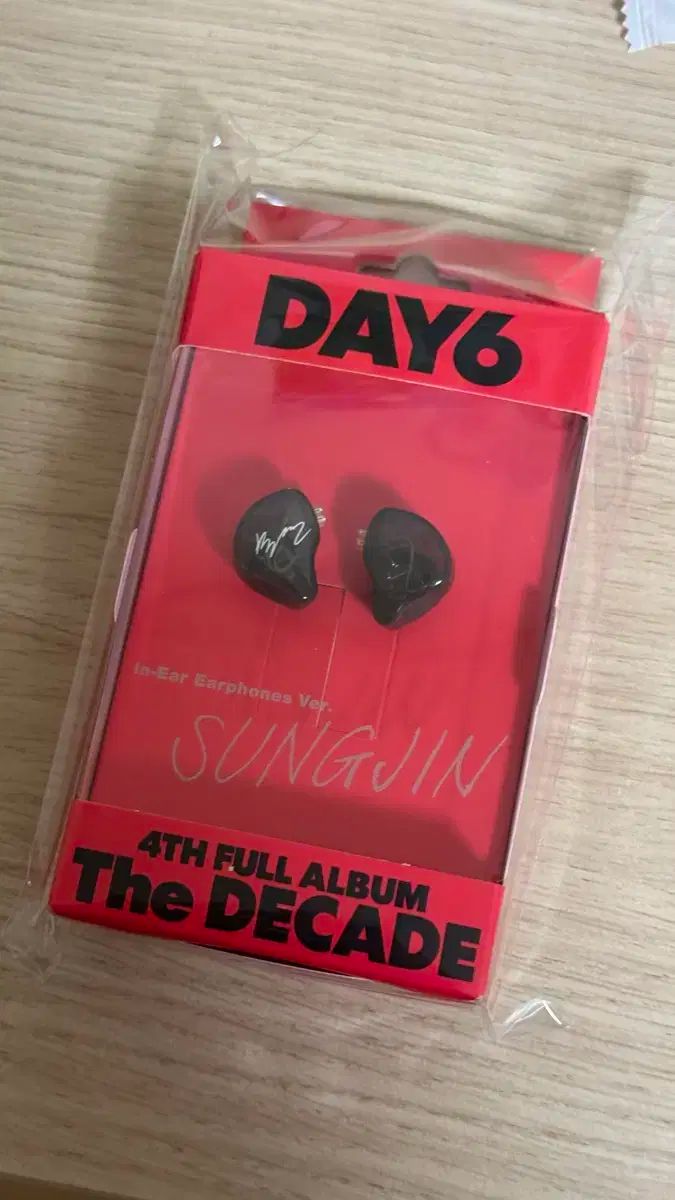 DAY6
In-Ear Earphones Ver.
SUNGJIN
4TH FULL ALBUM
The DECADE